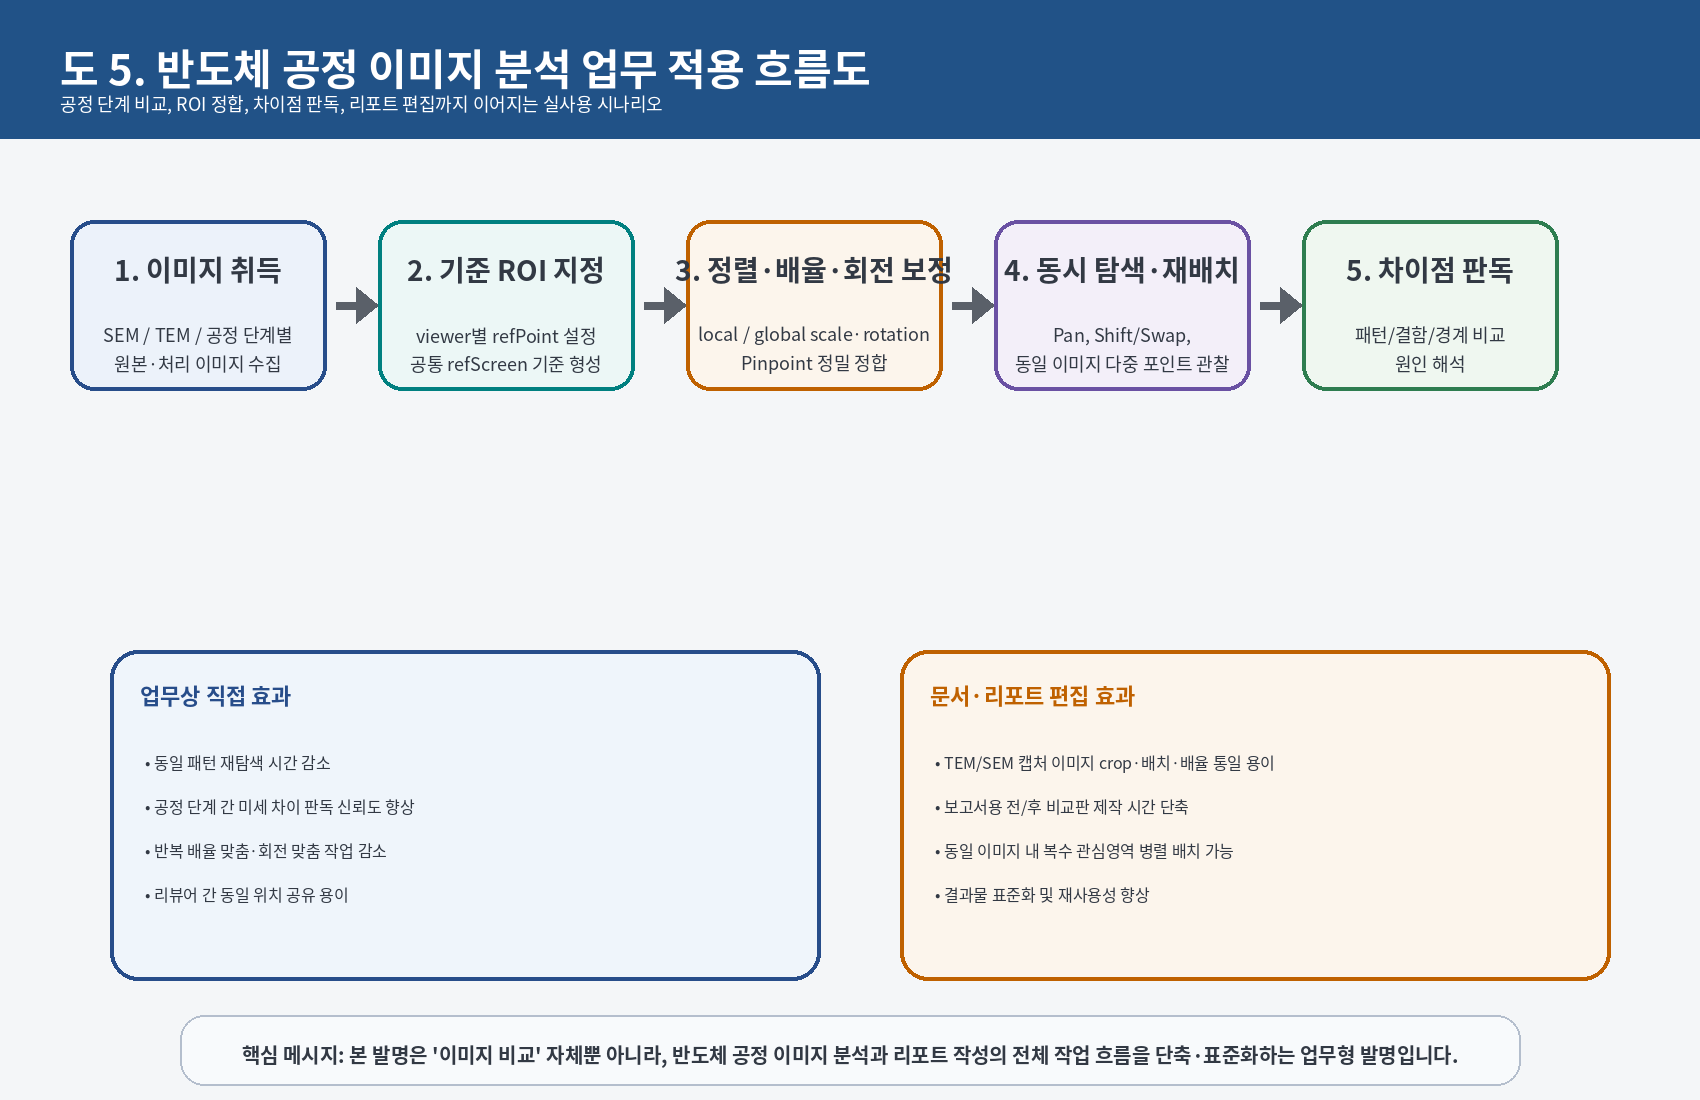 도 5. 반도체 공정 이미지 분석 업무 적용 흐름도
공정 단계 비교, ROI 정합, 차이점 판독, 리포트 편집까지 이어지는 실사용 시나리오
1. 이미지 취득
SEM / TEM / 공정 단계별
원본·처리 이미지 수집
2. 기준 ROI 지정
viewer별 refPoint 설정
공통 refScreen 기준 형성
3. 정렬·배율·회전 보정
local / global scale·rotation
Pinpoint 정밀 정합
4. 동시 탐색·재배치
Pan, Shift/Swap,
동일 이미지 다중 포인트 관찰
5. 차이점 판독
패턴/결함/경계 비교
원인 해석
업무상 직접 효과
• 동일 패턴 재탐색 시간 감소
• 공정 단계 간 미세 차이 판독 신뢰도 향상
• 반복 배율 맞춤·회전 맞춤 작업 감소
• 리뷰어 간 동일 위치 공유 용이
문서·리포트 편집 효과
• TEM/SEM 캡처 이미지 crop·배치·배율 통일 용이
• 보고서용 전/후 비교판 제작 시간 단축
• 동일 이미지 내 복수 관심영역 병렬 배치 가능
• 결과물 표준화 및 재사용성 향상
핵심 메시지: 본 발명은 '이미지 비교' 자체뿐 아니라, 반도체 공정 이미지 분석과 리포트 작성의 전체 작업 흐름을 단축·표준화하는 업무형 발명입니다.